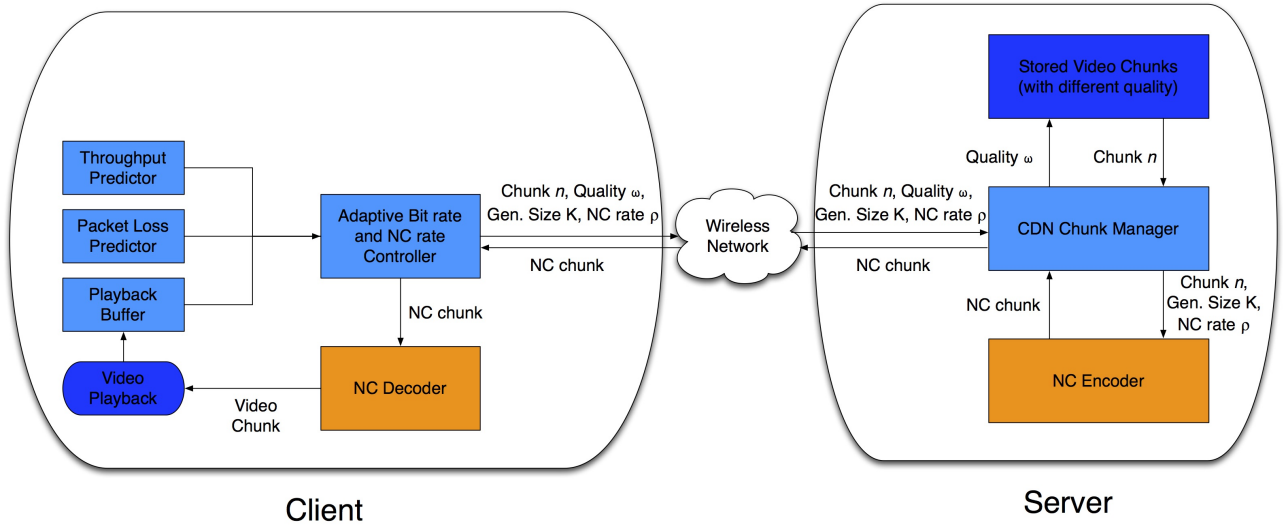 Throughput
Predictor
Packet Loss
Predictor
Playback
Buffer
Video
Playback
Adaptive Bit rate
and NC rate
Controller
NC chunk
NC Decoder
Video
Chunk
Chunk n, Quality ω,
Gen. Size K, NC rate ρ
NC chunk
Wireless
Network
Chunk n, Quality ω,
Gen. Size K, NC rate ρ
NC chunk
Stored Video Chunks
(with different quality)
Quality ω
Chunk n
CDN Chunk Manager
NC chunk
Chunk n,
Gen. Size K,
NC rate ρ
NC Encoder
Client
Server